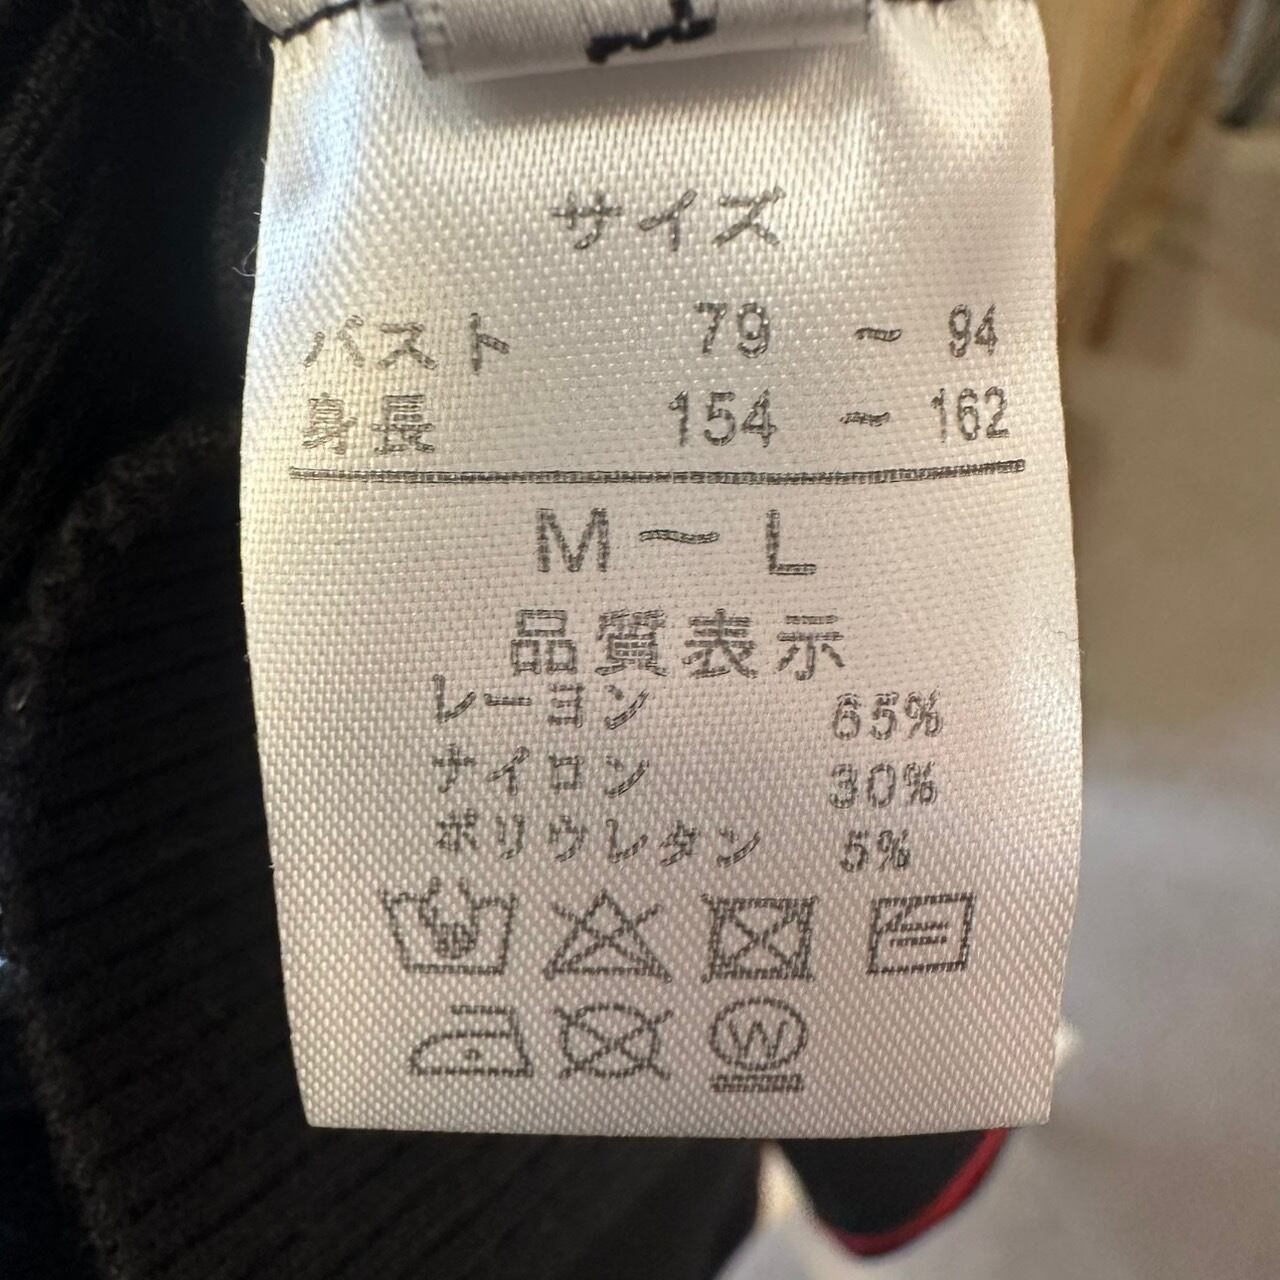 サイズ
バスト 79 ~ 94
身長 154 ~ 162
M ～ L
品質表示
レーヨン 65%
ナイロン 30%
ポリウレタン 5%
W